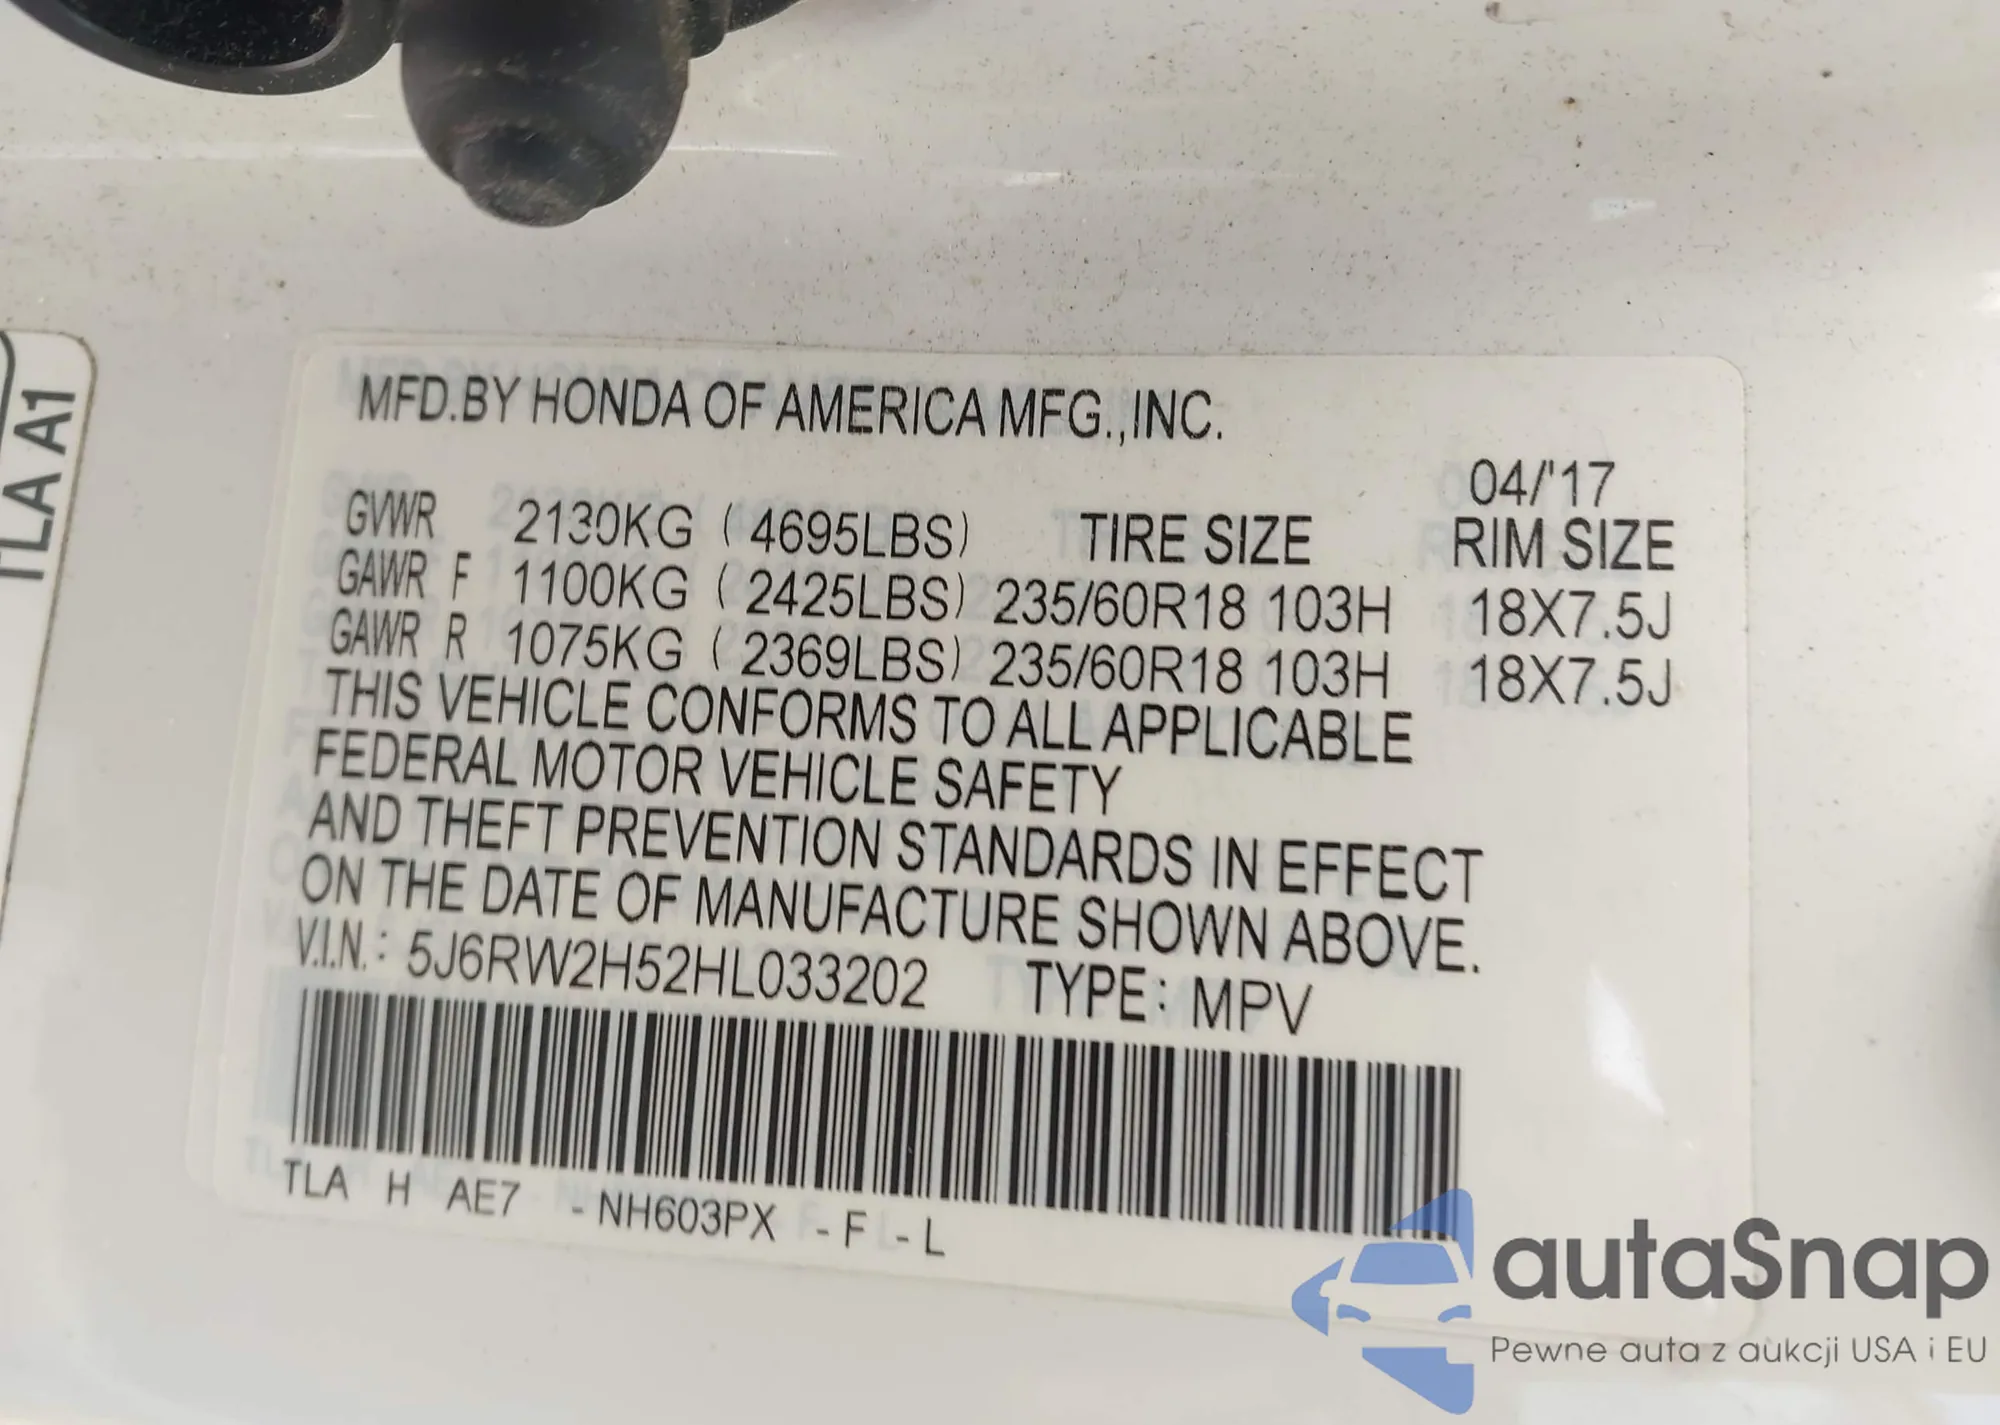 TLA A1
MFD.BY HONDA OF AMERICA MFG.,INC.
04/'17
GVWR 2130KG (4695LBS) TIRE SIZE RIM SIZE
GAWR F 1100KG (2425LBS) 235/60R18 103H 18X7.5J
GAWR R 1075KG (2369LBS) 235/60R18 103H 18X7.5J
THIS VEHICLE CONFORMS TO ALL APPLICABLE
FEDERAL MOTOR VEHICLE SAFETY
AND THEFT PREVENTION STANDARDS IN EFFECT
ON THE DATE OF MANUFACTURE SHOWN ABOVE.
V.I.N.: 5J6RW2H52HL033202 TYPE: MPV
TLA H AE7 -NH603PX -F -L
autaSnap
Pewne auta z aukcji USA i EU